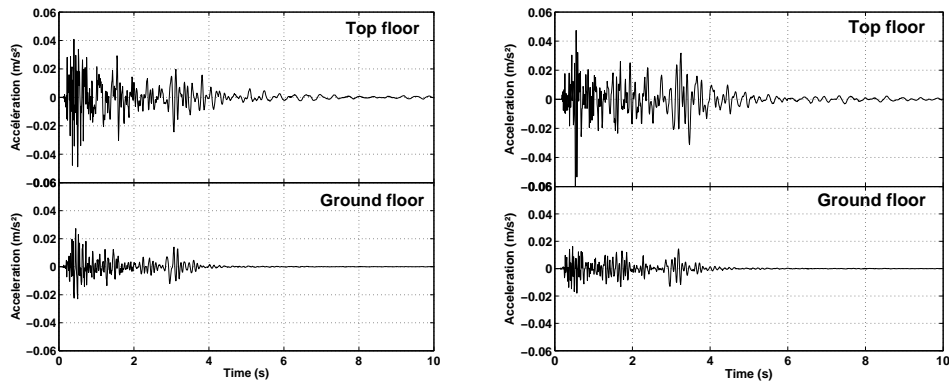 0.06
0.04
0.02
0
−0.02
−0.04
−0.06
Accélération (m/s²)
Top floor
0.04
0.02
0
−0.02
−0.04
−0.06
Acceleration (m/s²)
Ground floor
0 2 4 6 8 10
Time (s)
0.06
0.04
0.02
0
−0.02
−0.04
−0.06
Acceleration (m/s²)
Top floor
0.04
0.02
0
−0.02
−0.04
−0.06
Acceleration (m/s²)
Ground floor
0 2 4 6 8 10
Time (s)